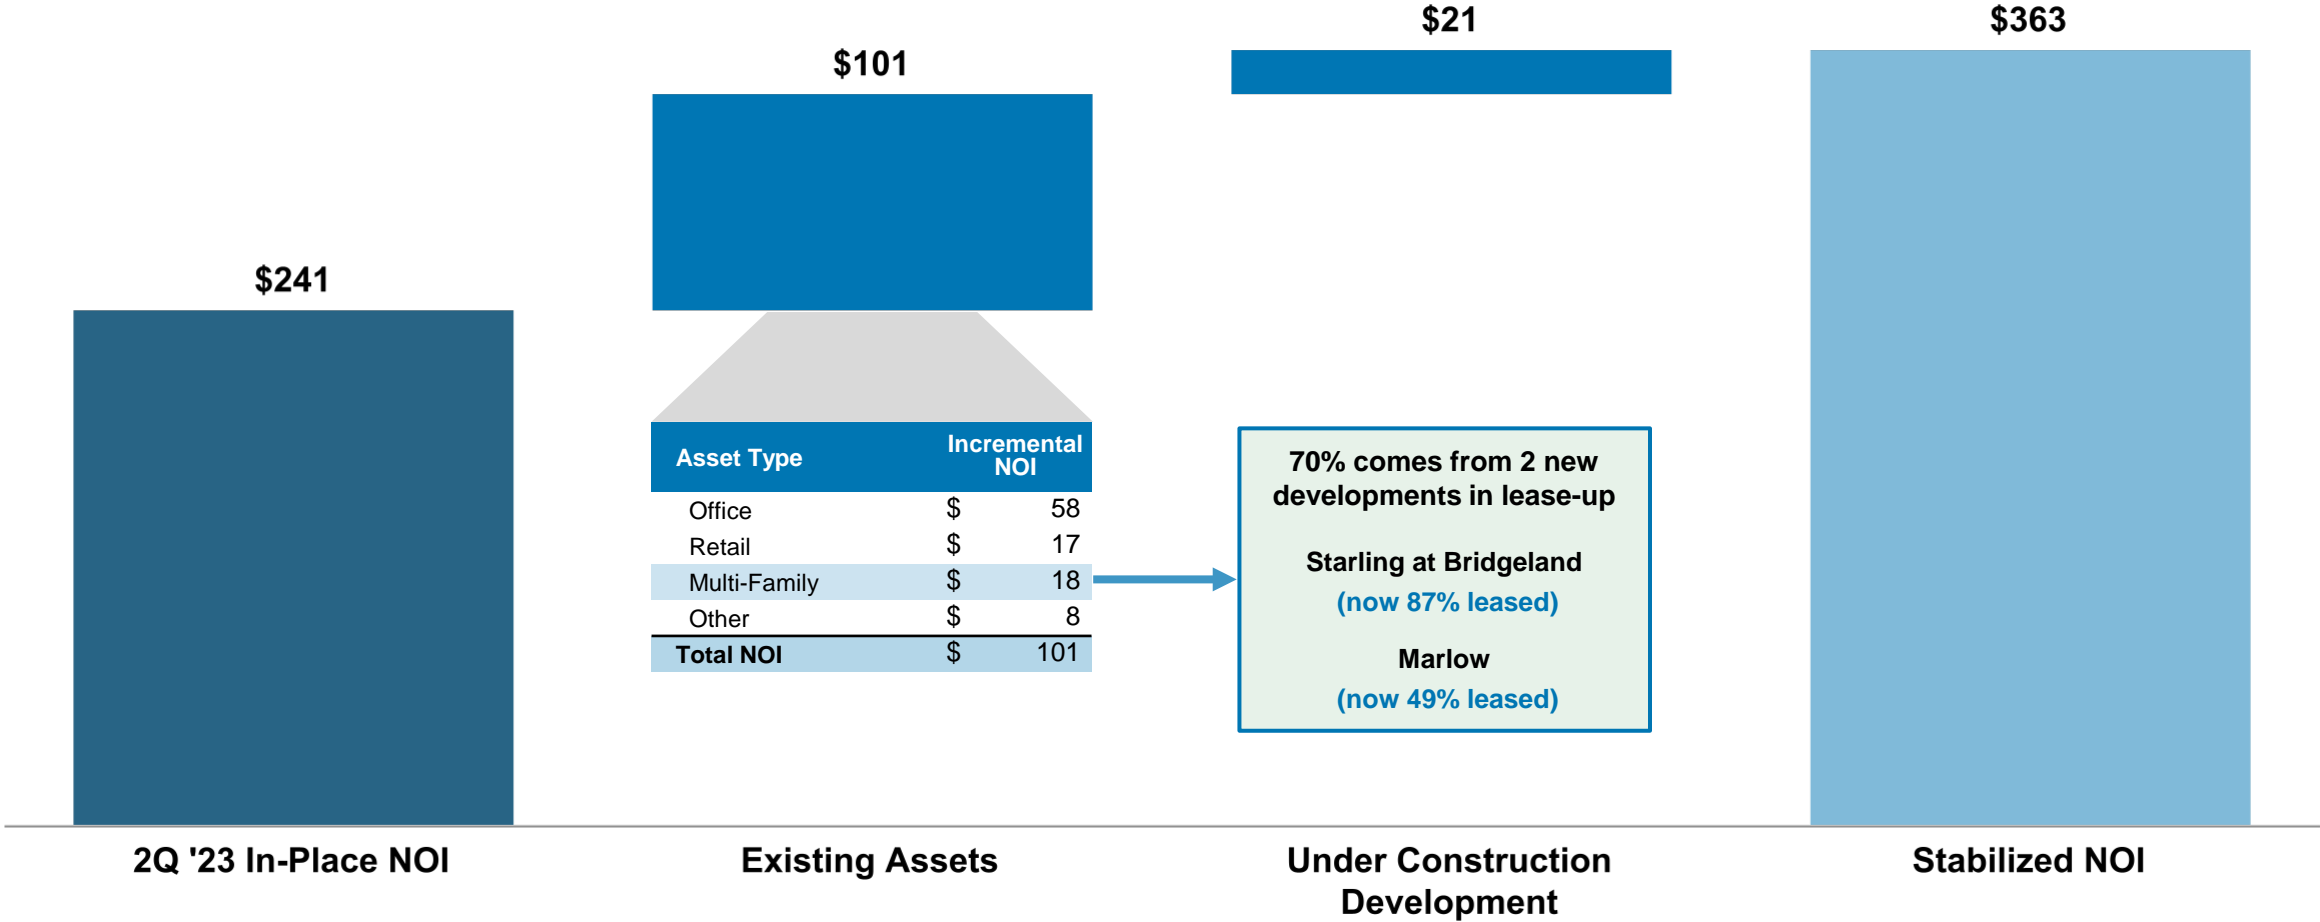 $241
$101
$21
$363
Asset Type Incremental NOI
Office $ 58
Retail $ 17
Multi-Family $ 18
Other $ 8
Total NOI $ 101
70% comes from 2 new
developments in lease-up
Starling at Bridgeland
(now 87% leased)
Marlow
(now 49% leased)
2Q '23 In-Place NOI
Existing Assets
Under Construction
Development
Stabilized NOI